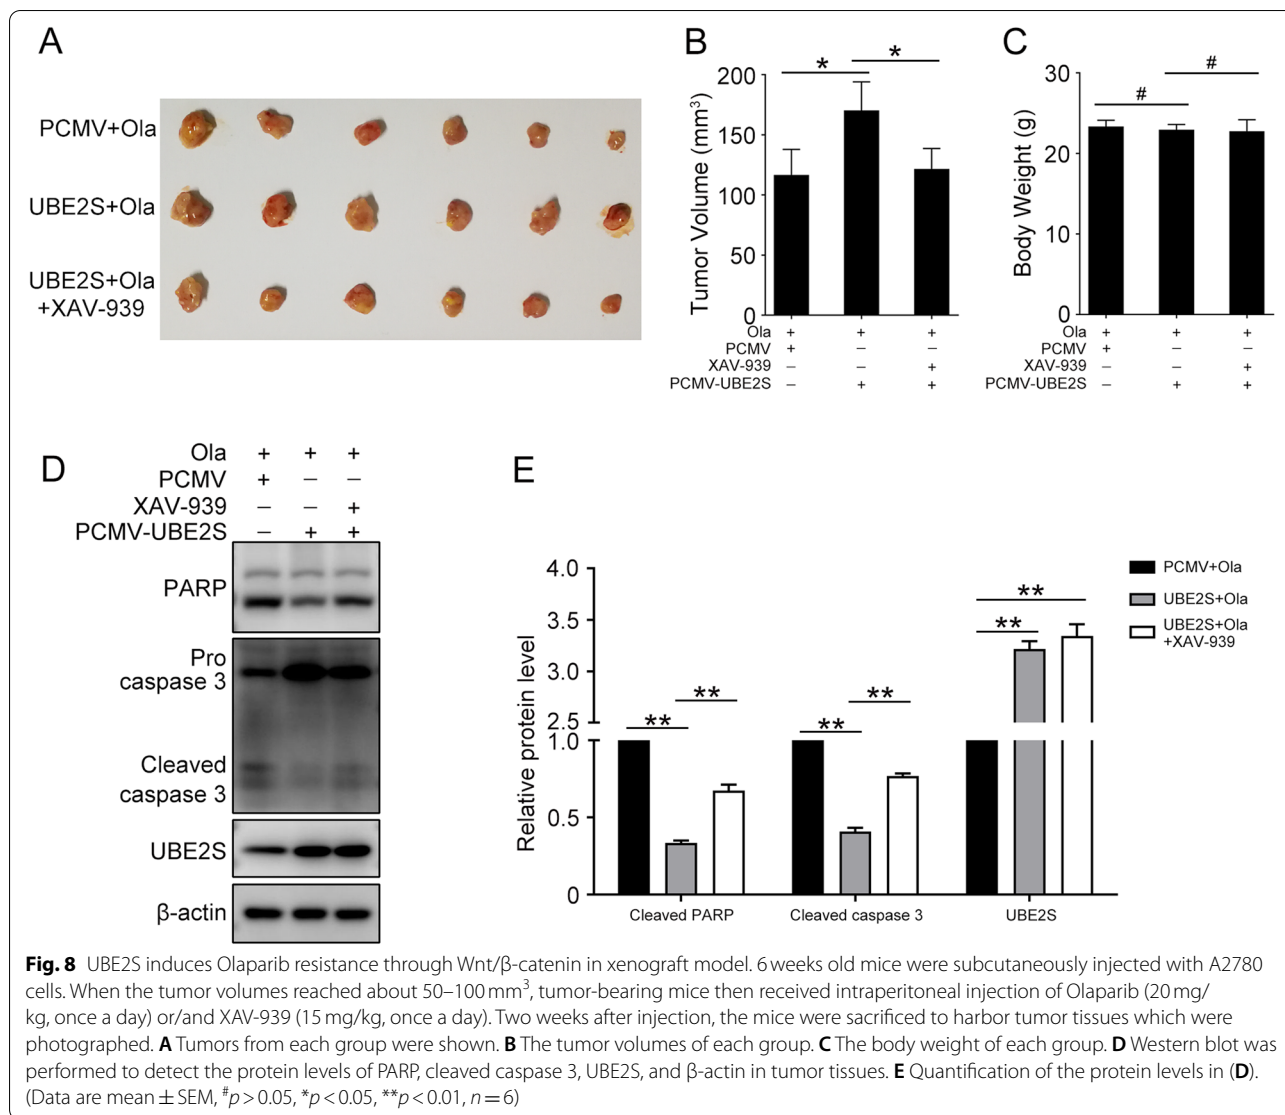 A
PCMV+Ola
UBE2S+Ola
UBE2S+Ola
+XAV-939
B
Tumor Volume (mm³)
200
150
100
50
0
* *
Ola + + +
PCMV + – –
XAV-939 – – +
PCMV-UBE2S – + +
C
Body Weight (g)
30
20
10
0
# #
Ola + + +
PCMV + – –
XAV-939 – – +
PCMV-UBE2S – + +
D
Ola + + +
PCMV + – –
XAV-939 – – +
PCMV-UBE2S – + +
PARP
Pro
caspase 3
Cleaved
caspase 3
UBE2S
β-actin
E
Relative protein level
4.0
3.5
3.0
2.5
1.0
0.5
0
** ** ** ** ** **
Cleaved PARP Cleaved caspase 3 UBE2S
PCMV+Ola
UBE2S+Ola
UBE2S+Ola
+XAV-939
Fig. 8 UBE2S induces Olaparib resistance through Wnt/β-catenin in xenograft model. 6 weeks old mice were subcutaneously injected with A2780
cells. When the tumor volumes reached about 50–100 mm³, tumor-bearing mice then received intraperitoneal injection of Olaparib (20 mg/
kg, once a day) or/and XAV-939 (15 mg/kg, once a day). Two weeks after injection, the mice were sacrificed to harbor tumor tissues which were
photographed. A Tumors from each group were shown. B The tumor volumes of each group. C The body weight of each group. D Western blot was
performed to detect the protein levels of PARP, cleaved caspase 3, UBE2S, and β-actin in tumor tissues. E Quantification of the protein levels in (D).
(Data are mean ± SEM, #p > 0.05, *p < 0.05, **p < 0.01, n = 6)